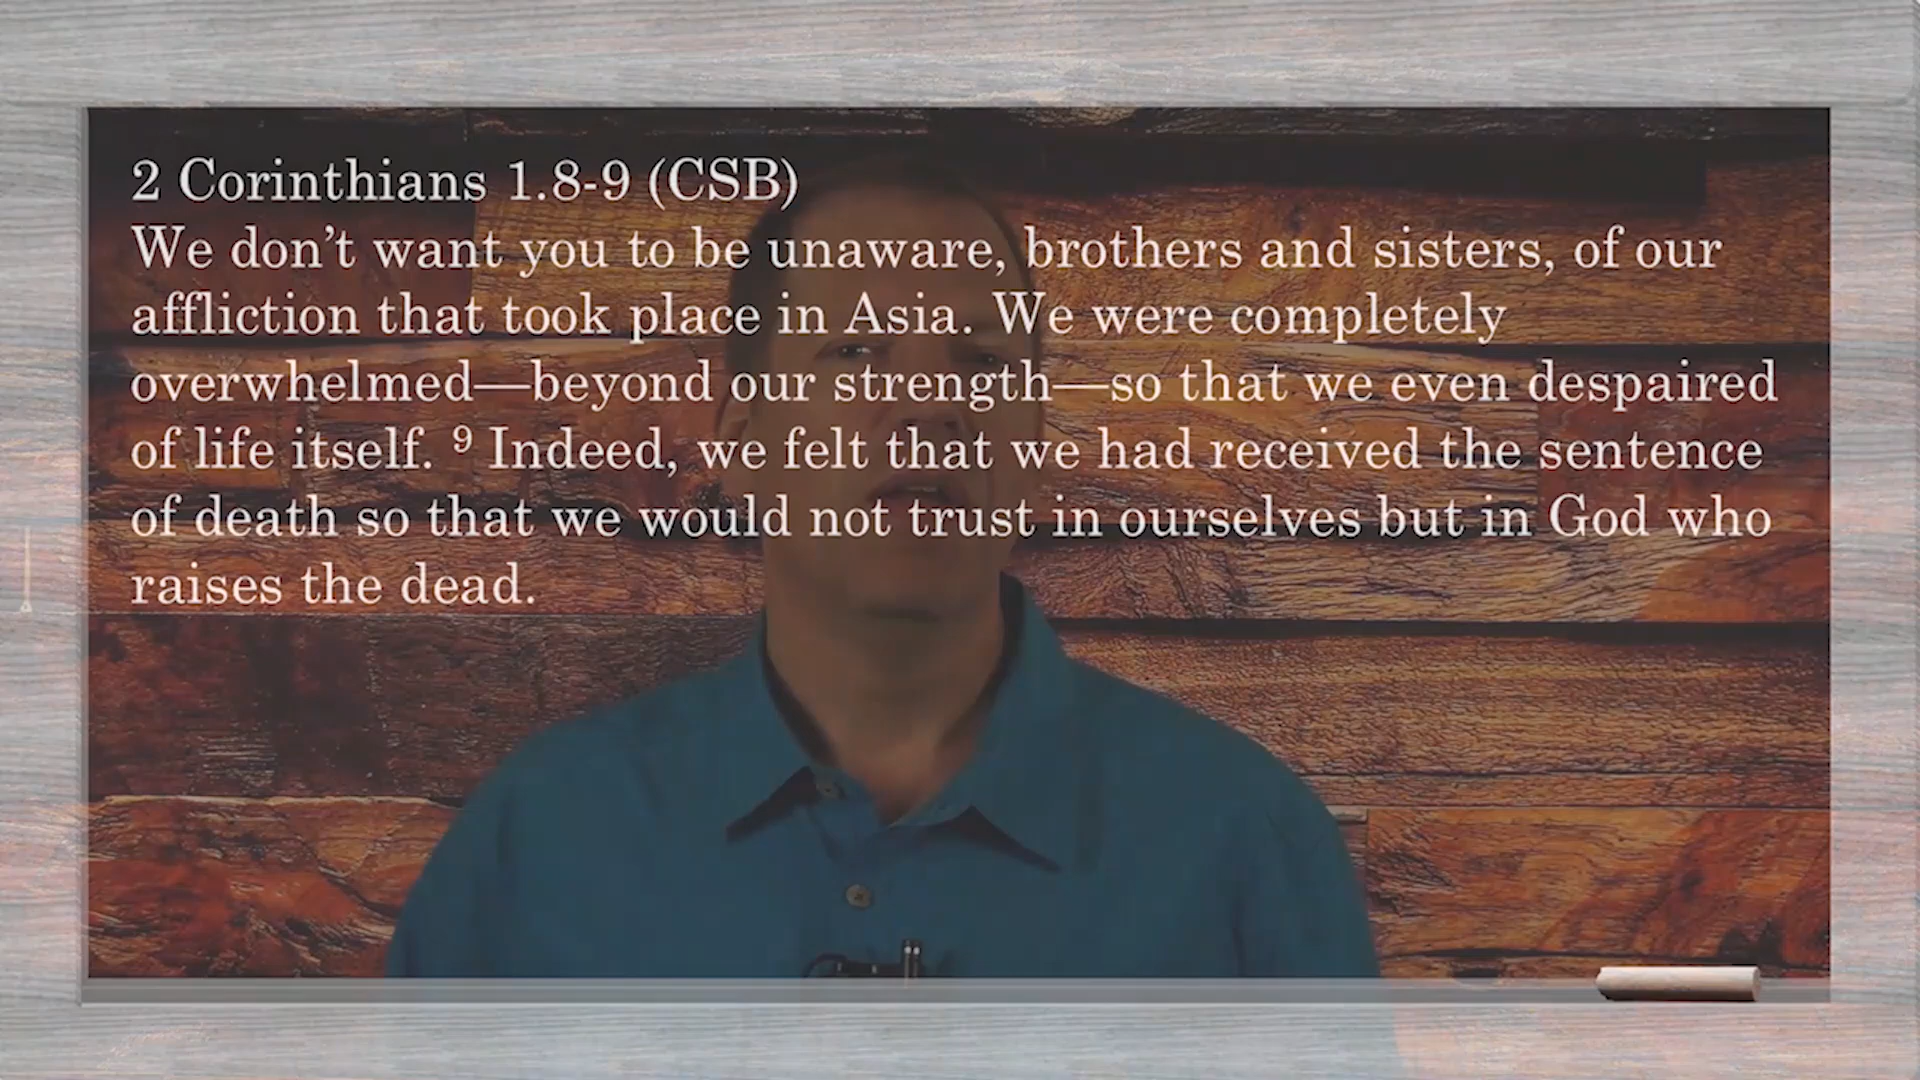 2 Corinthians 1.8-9 (CSB)
We don’t want you to be unaware, brothers and sisters, of our
affliction that took place in Asia. We were completely
overwhelmed—beyond our strength—so that we even despaired
of life itself. ⁹ Indeed, we felt that we had received the sentence
of death so that we would not trust in ourselves but in God who
raises the dead.